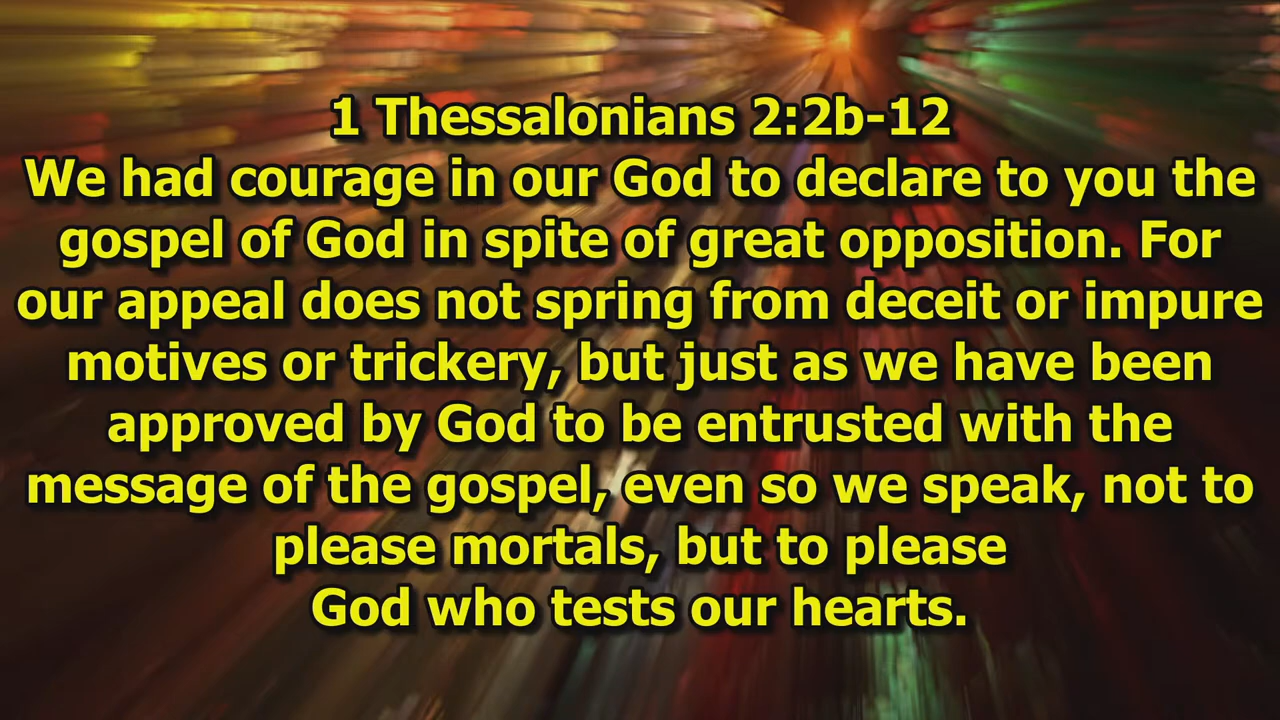 1 Thessalonians 2:2b-12
We had courage in our God to declare to you the
gospel of God in spite of great opposition. For
our appeal does not spring from deceit or impure
motives or trickery, but just as we have been
approved by God to be entrusted with the
message of the gospel, even so we speak, not to
please mortals, but to please
God who tests our hearts.